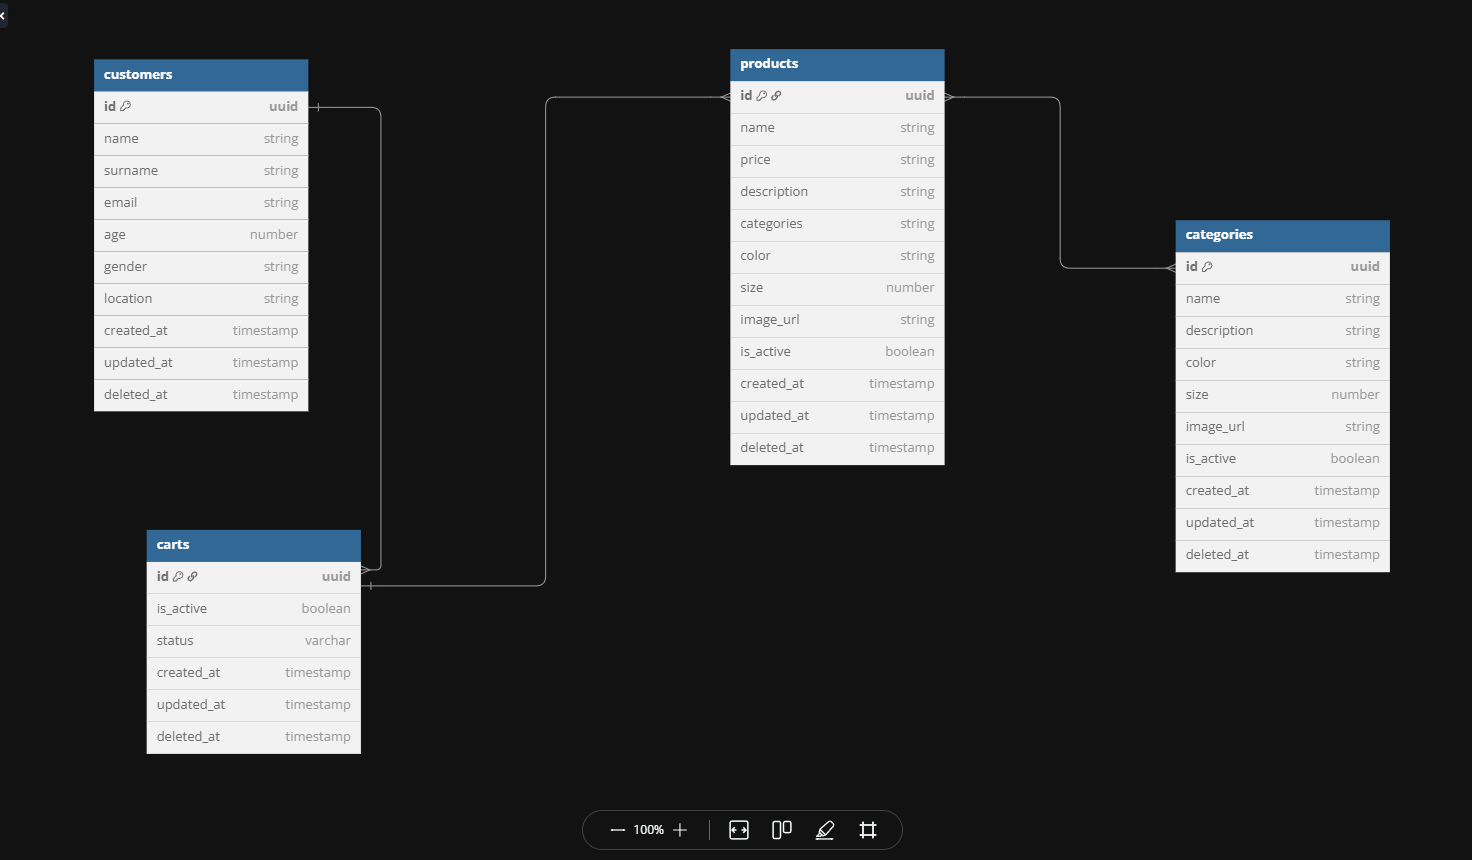 customers
id uuid
name string
surname string
email string
age number
gender string
location string
created_at timestamp
updated_at timestamp
deleted_at timestamp
products
id uuid
name string
price string
description string
categories string
color string
size number
image_url string
is_active boolean
created_at timestamp
updated_at timestamp
deleted_at timestamp
categories
id uuid
name string
description string
color string
size number
image_url string
is_active boolean
created_at timestamp
updated_at timestamp
deleted_at timestamp
carts
id uuid
is_active boolean
status varchar
created_at timestamp
updated_at timestamp
deleted_at timestamp
100%